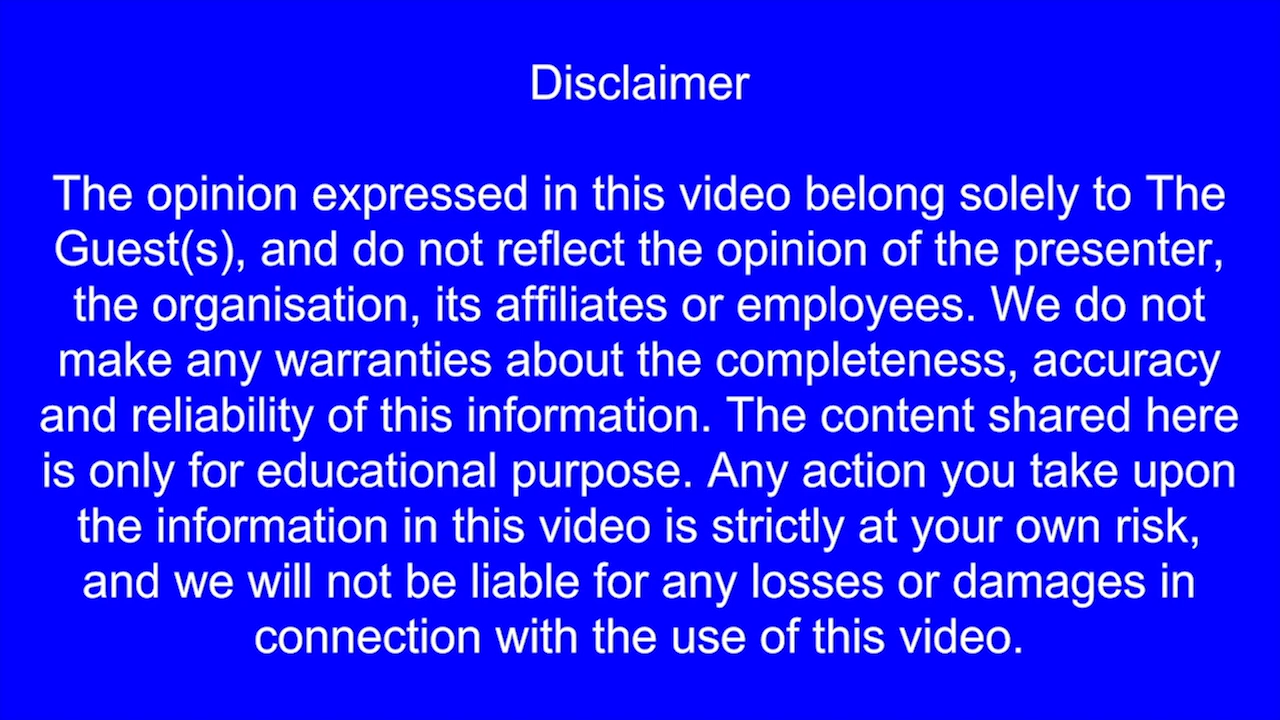 Disclaimer
The opinion expressed in this video belong solely to The
Guest(s), and do not reflect the opinion of the presenter,
the organisation, its affiliates or employees. We do not
make any warranties about the completeness, accuracy
and reliability of this information. The content shared here
is only for educational purpose. Any action you take upon
the information in this video is strictly at your own risk,
and we will not be liable for any losses or damages in
connection with the use of this video.